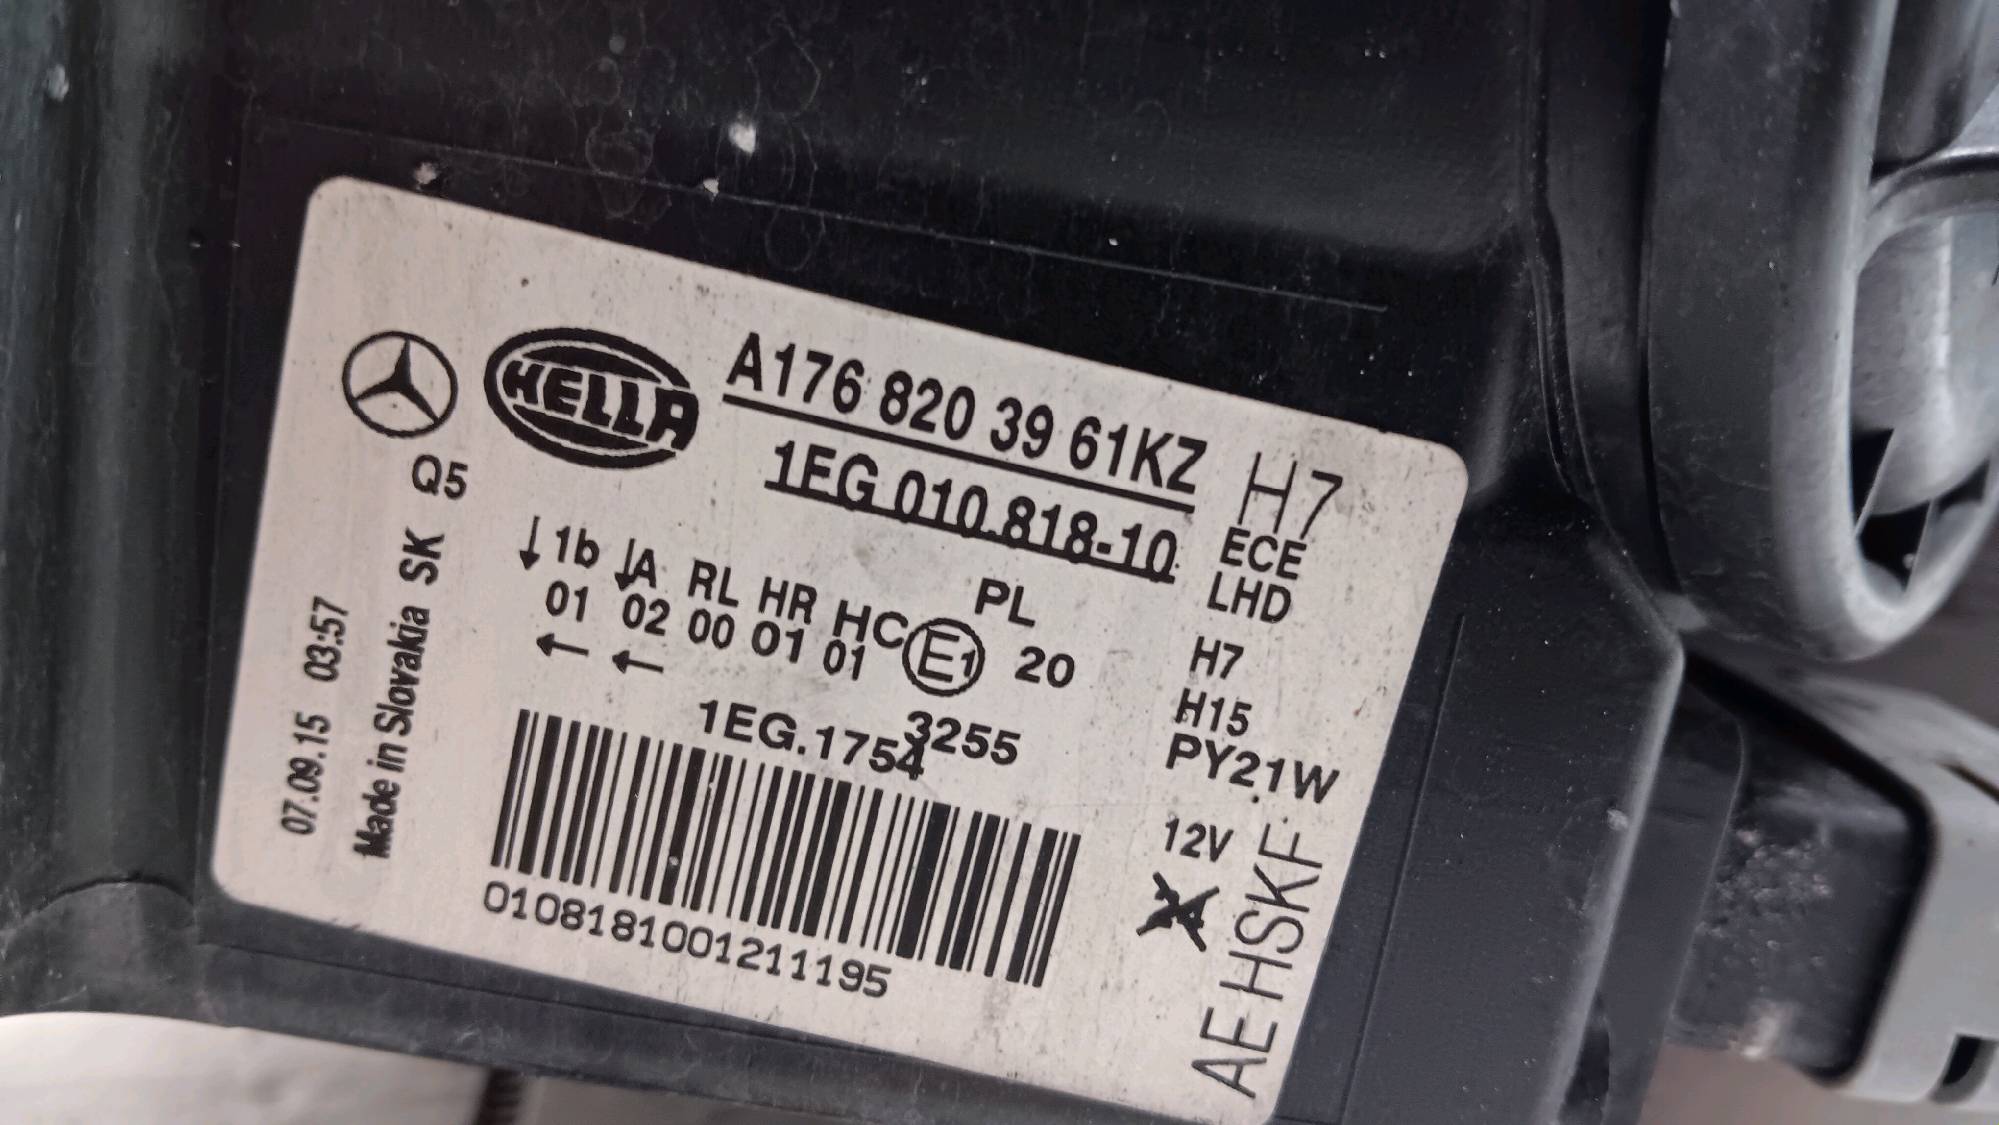 HELLA
A176 820 39 61KZ
1EG 010.818-10
H7
ECE
LHD
Q5
1b A RL HR HC PL
01 02 00 01 01 E1 20
3255
1EG.1754
H7
H15
PY21W
12V
24
AEHSKF
07.09.15 03:57
Made in Slovakia SK
0108181001211195